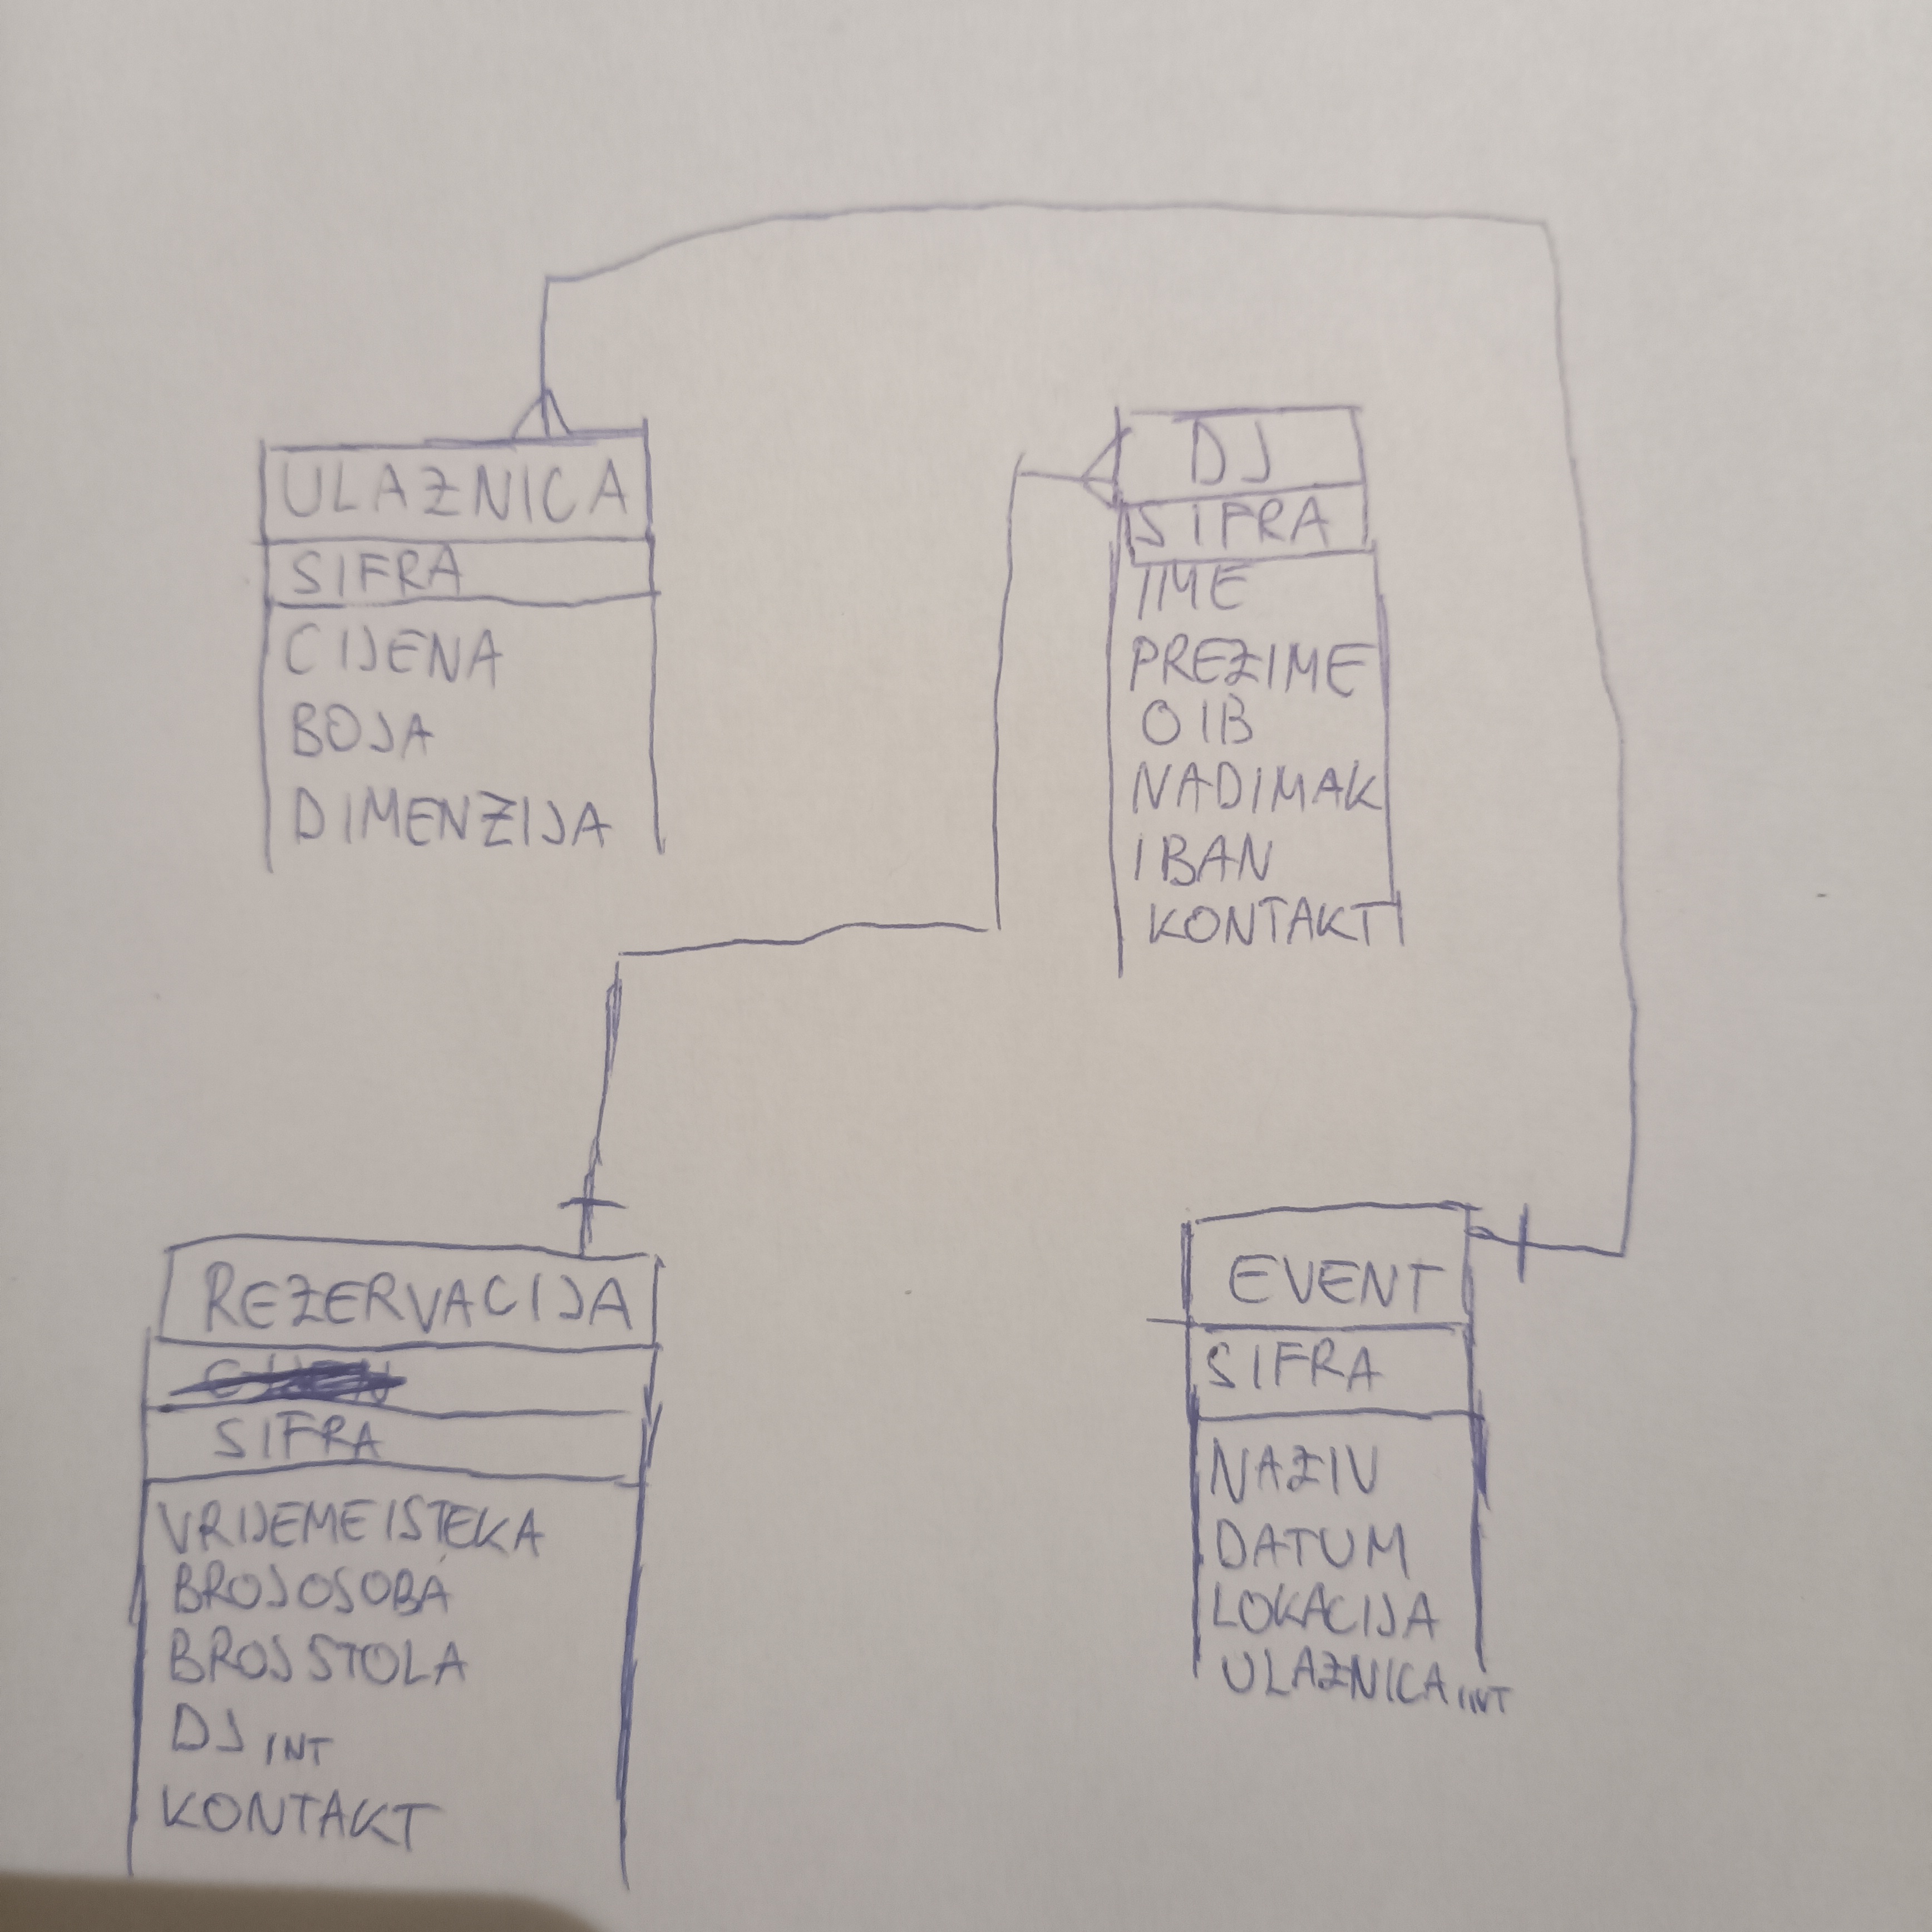 ULAZNICA
SIFRA
CIJENA
BOJA
DIMENZIJA
DJ
SIFRA
IME
PREZIME
OIB
NADIMAK
IBAN
KONTAKT
REZERVACIJA
SIFRA
VRIJEMEISTEKA
BROJOSOBA
BROJSTOLA
DJ INT
KONTAKT
EVENT
SIFRA
NAZIV
DATUM
LOKACIJA
ULAZNICA INT